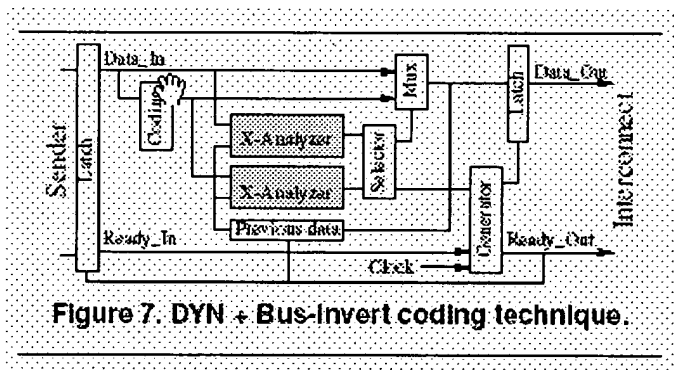 Data_In
Data_Out
Mux
Latch
Coding
X-Analyzer
Selector
X-Analyzer
Sender
Latch
Interconnect
Previous data
Generator
Ready_In
Ready_Out
Clock
Figure 7. DYN + Bus-Invert coding technique.